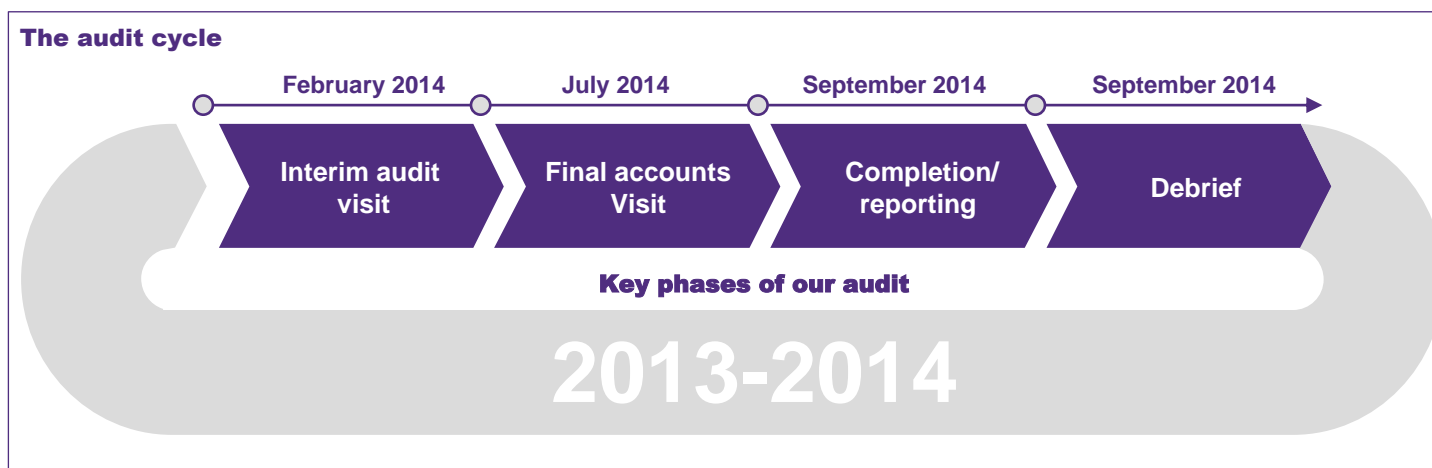 The audit cycle
February 2014
July 2014
September 2014
September 2014
Interim audit
visit
Final accounts
Visit
Completion/
reporting
Debrief
Key phases of our audit
2013-2014